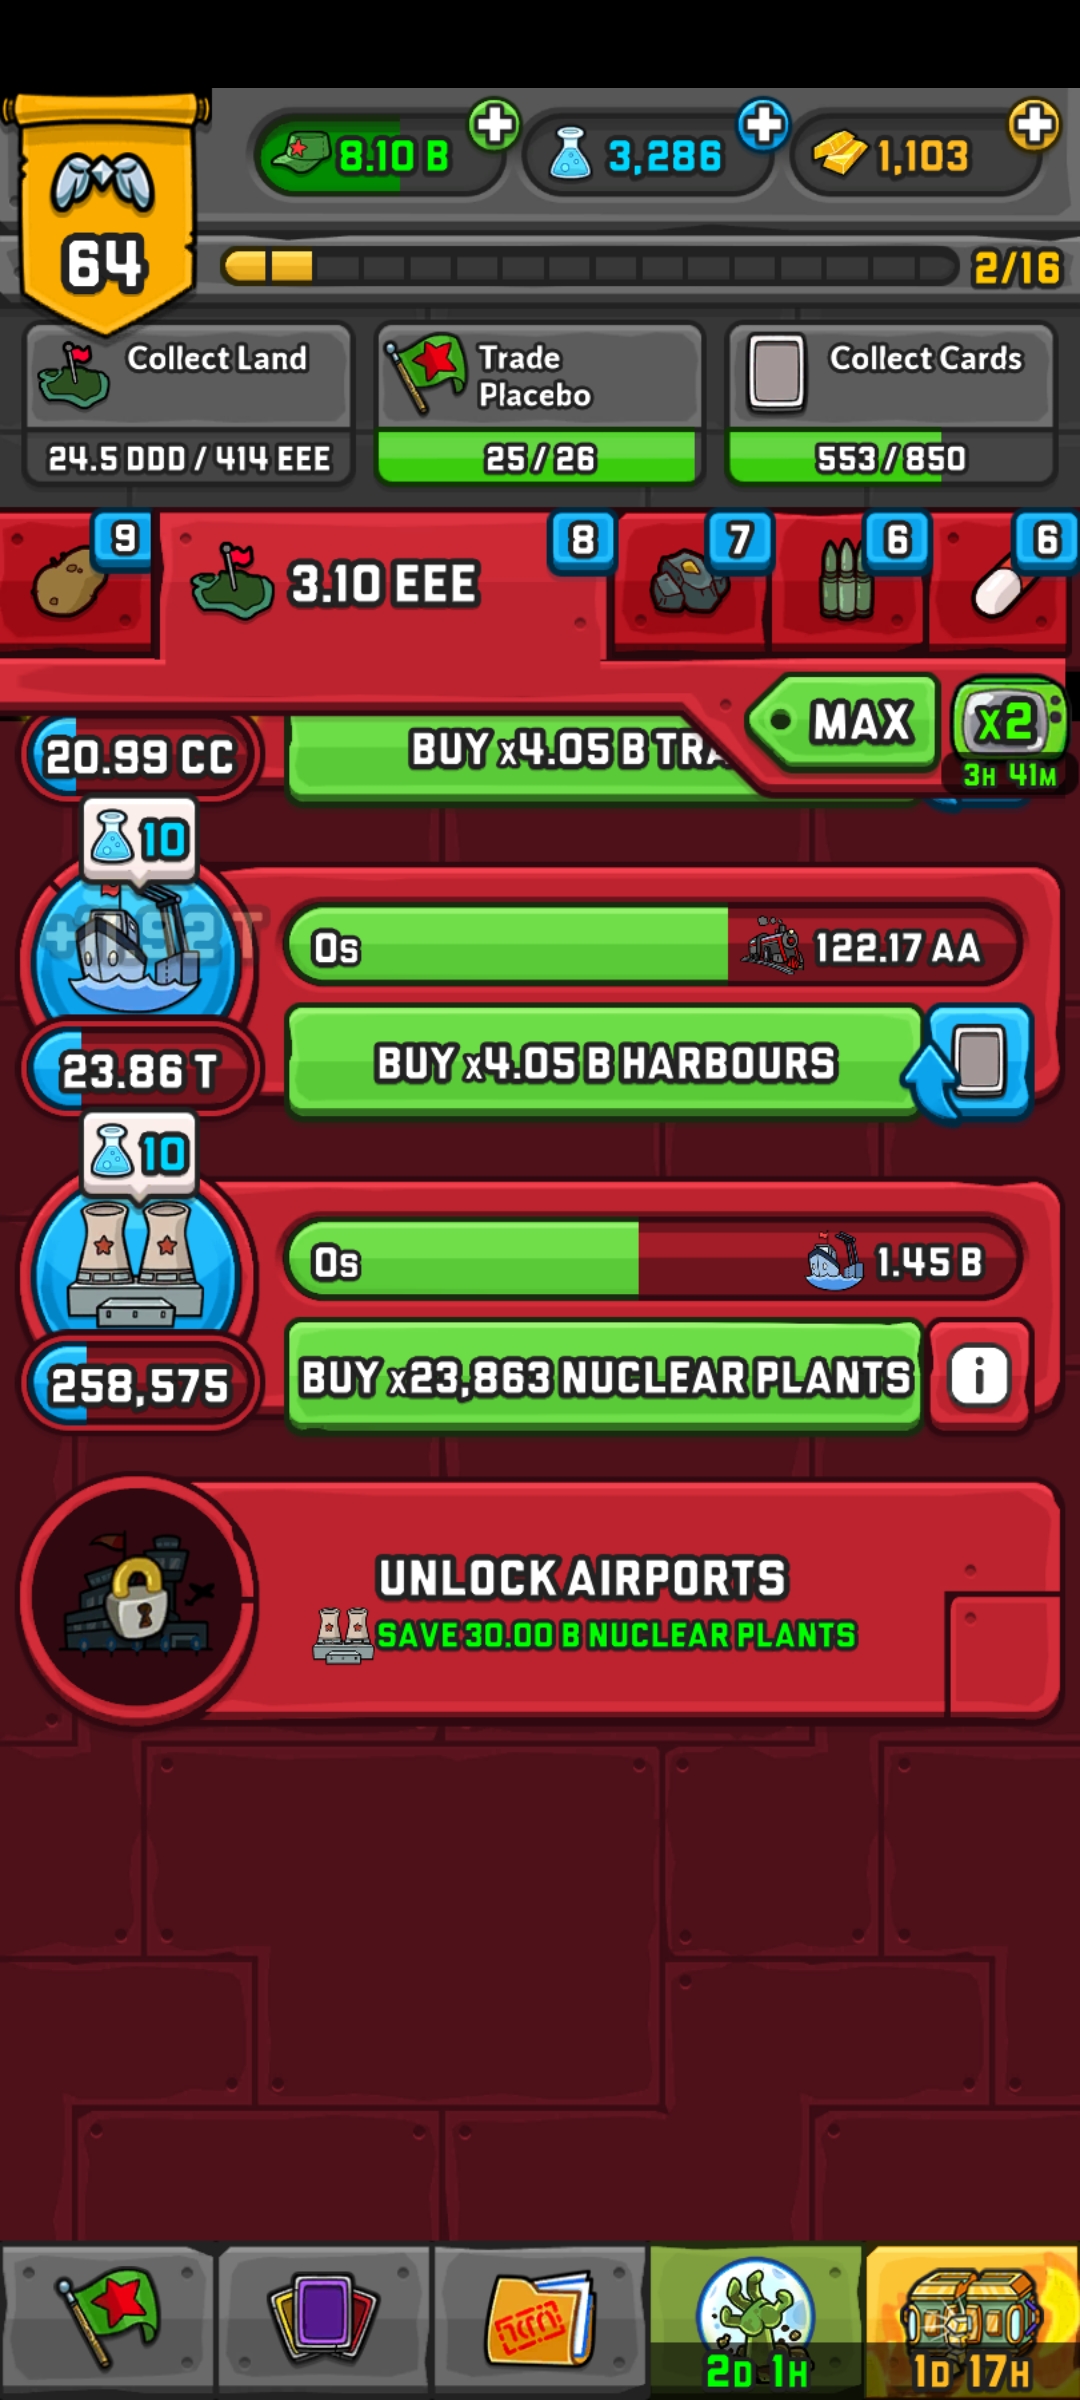 64
8.10 B
3,286
1,103
2/16
Collect Land
24.5 DDD / 414 EEE
Trade
Placebo
25 / 26
Collect Cards
553 / 850
9
3.10 EEE
8
7
6
6
MAX
x2
3H 41M
20.99 CC
BUY x4.05 B
10
0s
122.17 AA
23.86 T
BUY x4.05 B HARBOURS
10
0s
1.45 B
258,575
BUY x23,863 NUCLEAR PLANTS
i
UNLOCK AIRPORTS
SAVE 30.00 B NUCLEAR PLANTS
2D 1H
1D 17H